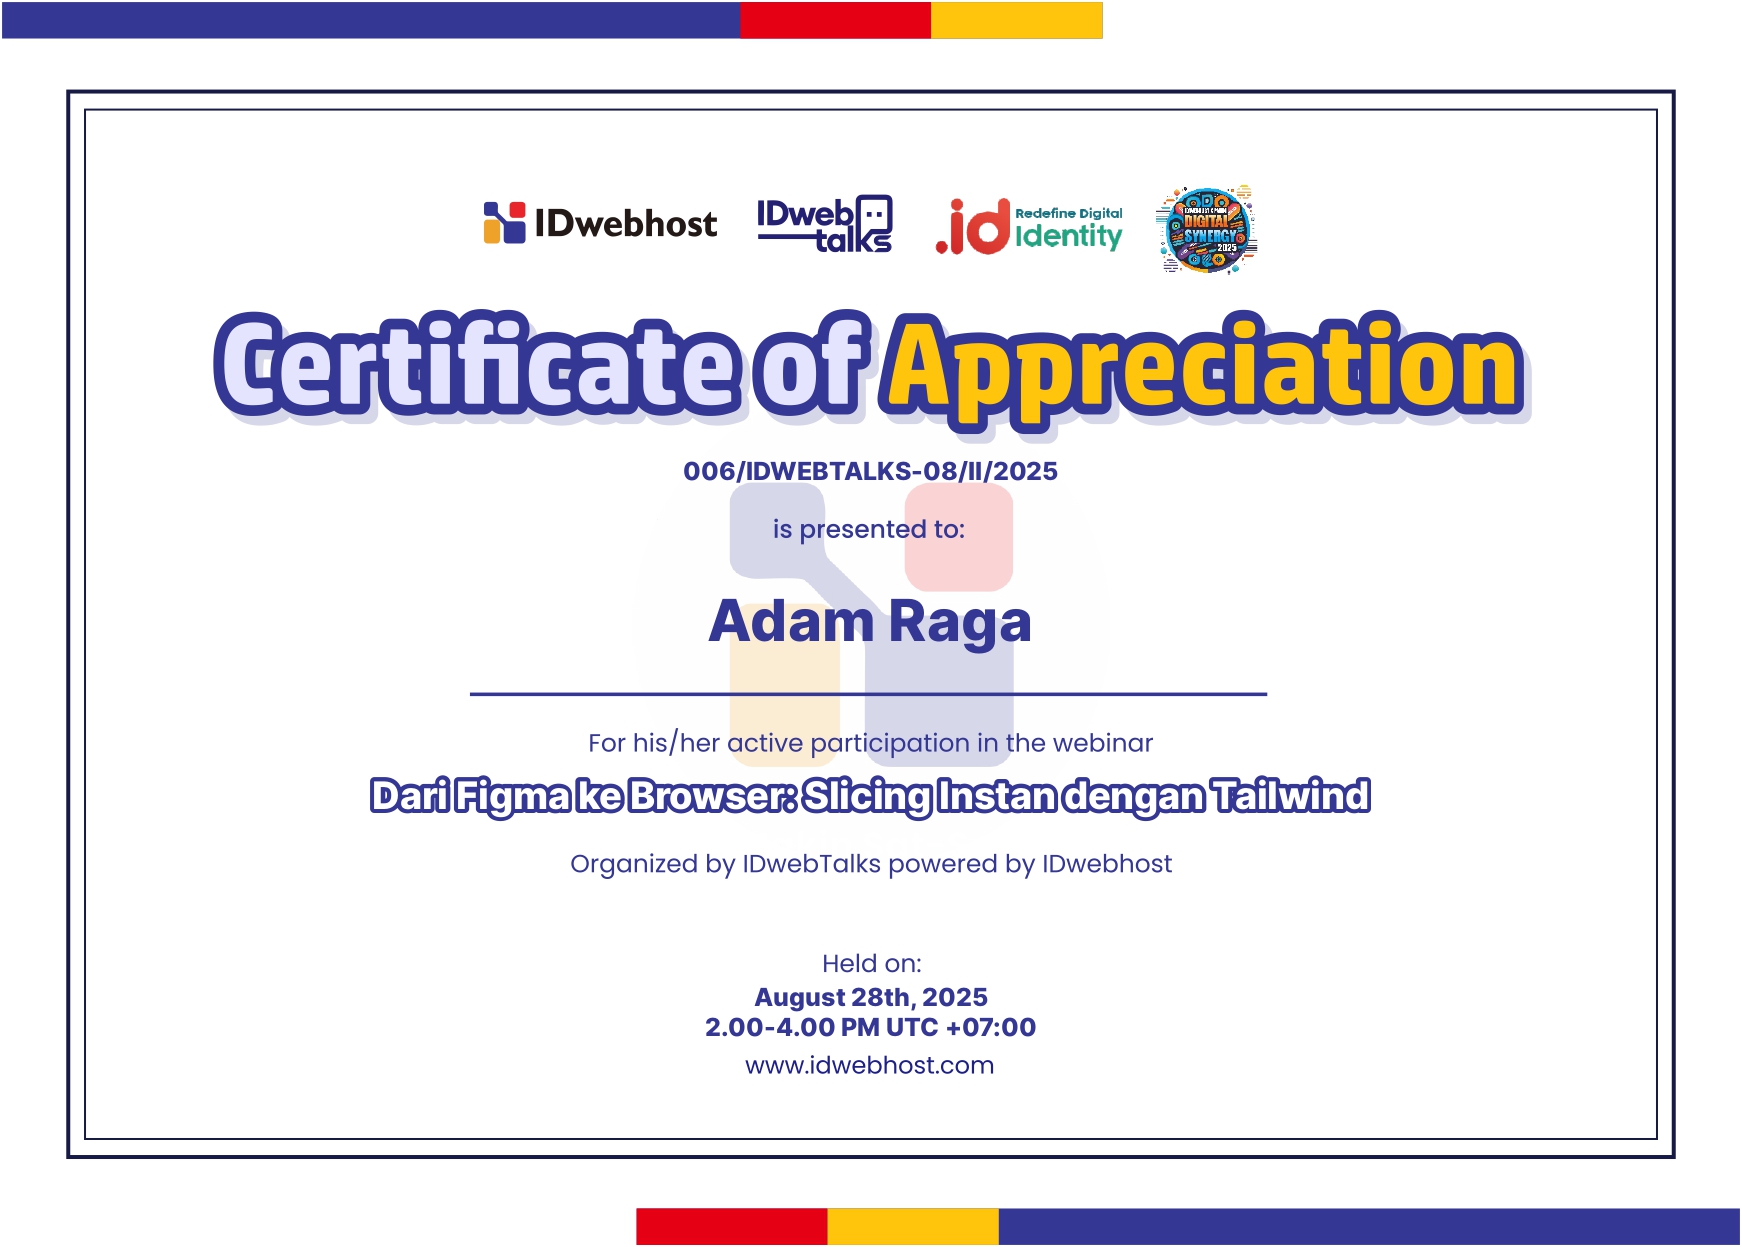 IDwebhost
IDweb talks
.id Redefine Digital Identity
DIGITAL SYNERGY 2025
Certificate of Appreciation
006/IDWEBTALKS-08/II/2025
is presented to:
Adam Raga
For his/her active participation in the webinar
Dari Figma ke Browser: Slicing Instan dengan Tailwind
Organized by IDwebTalks powered by IDwebhost
Held on:
August 28th, 2025
2.00-4.00 PM UTC +07:00
www.idwebhost.com